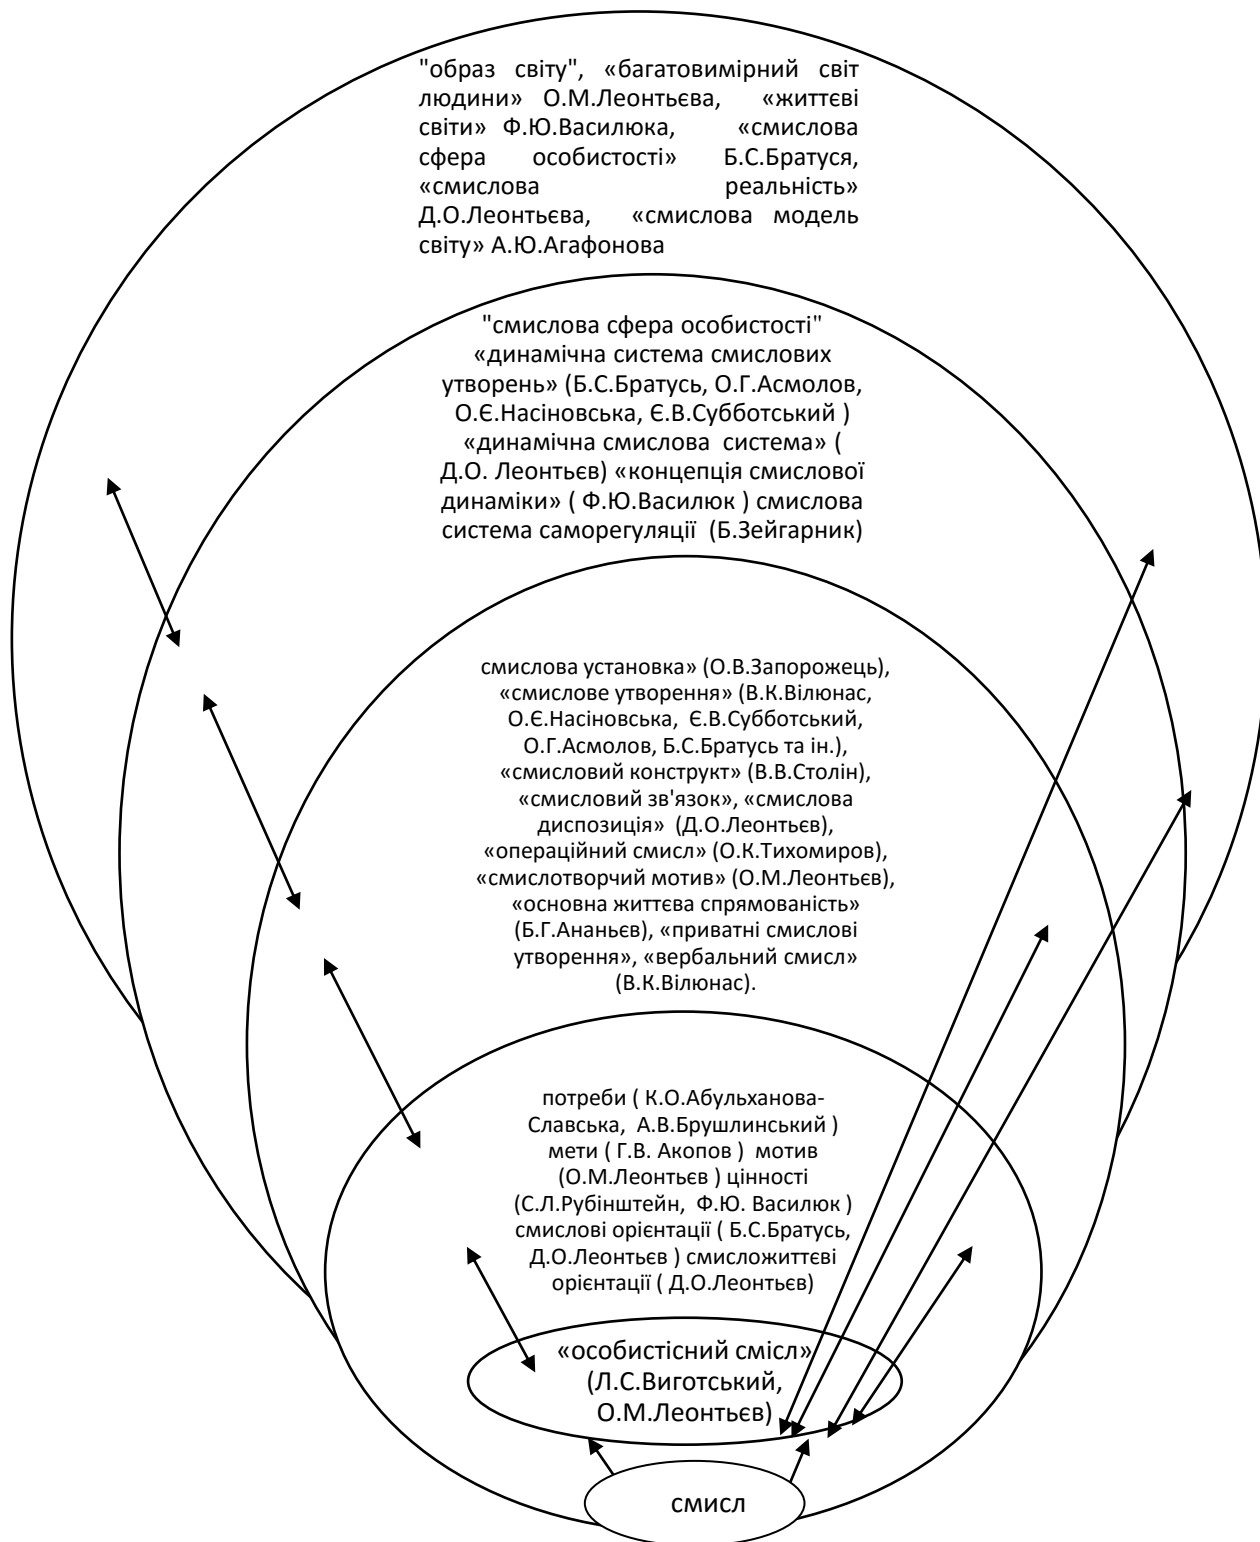 "образ світу", «багатовимірний світ
людини» О.М.Леонтьєва, «життєві
світи» Ф.Ю.Василюка, «смислова
сфера особистості» Б.С.Братуся,
«смислова реальність»
Д.О.Леонтьєва, «смислова модель
світу» А.Ю.Агафонова
"смислова сфера особистості"
«динамічна система смислових
утворень» (Б.С.Братусь, О.Г.Асмолов,
О.Є.Насіновська, Є.В.Субботський )
«динамічна смислова система» (
Д.О. Леонтьєв) «концепція смислової
динаміки» ( Ф.Ю.Василюк ) смислова
система саморегуляції (Б.Зейгарник)
смислова установка» (О.В.Запорожець),
«смислове утворення» (В.К.Вілюнас,
О.Є.Насіновська, Є.В.Субботський,
О.Г.Асмолов, Б.С.Братусь та ін.),
«смисловий конструкт» (В.В.Столін),
«смисловий зв'язок», «смислова
диспозиція» (Д.О.Леонтьєв),
«операційний смисл» (О.К.Тихомиров),
«смислотворчий мотив» (О.М.Леонтьєв),
«основна життєва спрямованість»
(Б.Г.Ананьєв), «приватні смислові
утворення», «вербальний смисл»
(В.К.Вілюнас).
потреби ( К.О.Абульханова-
Славська, А.В.Брушлинський )
мети ( Г.В. Акопов ) мотив
(О.М.Леонтьєв ) цінності
(С.Л.Рубінштейн, Ф.Ю. Василюк )
смислові орієнтації ( Б.С.Братусь,
Д.О.Леонтьєв ) смисложиттєві
орієнтації ( Д.О.Леонтьєв)
«особистісний смісл»
(Л.С.Виготський,
О.М.Леонтьєв)
смисл